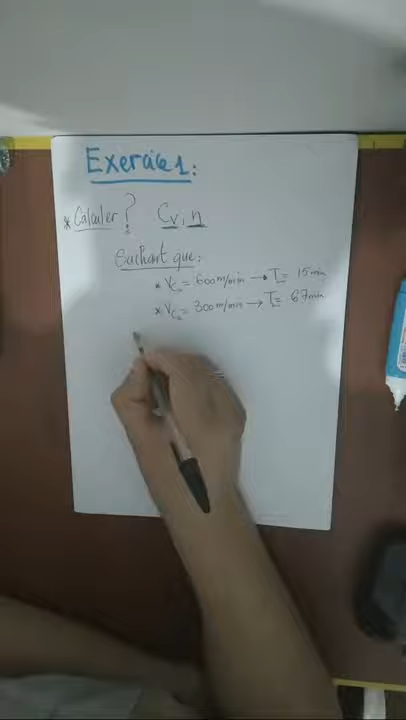 Exercice 1:
* Calculer ? Cv, n
Sachant que:
* Vc₁ = 600 m/min → T = 15 min
* Vc₂ = 300 m/min → T = 67 min